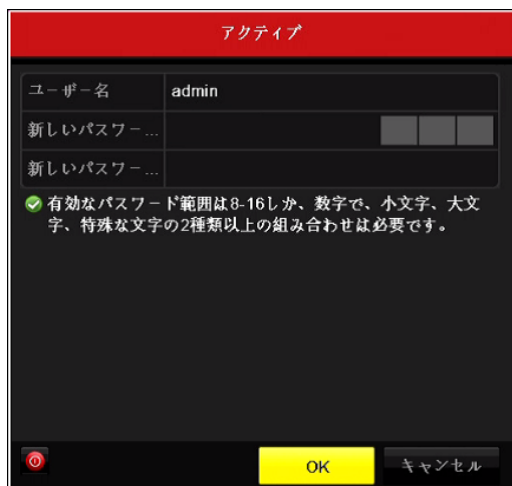 アクティブ
ユーザー名 admin
新しいパスワー...
新しいパスワー...
有効なパスワード範囲は8-16しか、数字で、小文字、大文
字、特殊な文字の2種類以上の組み合わせは必要です。
OK キャンセル